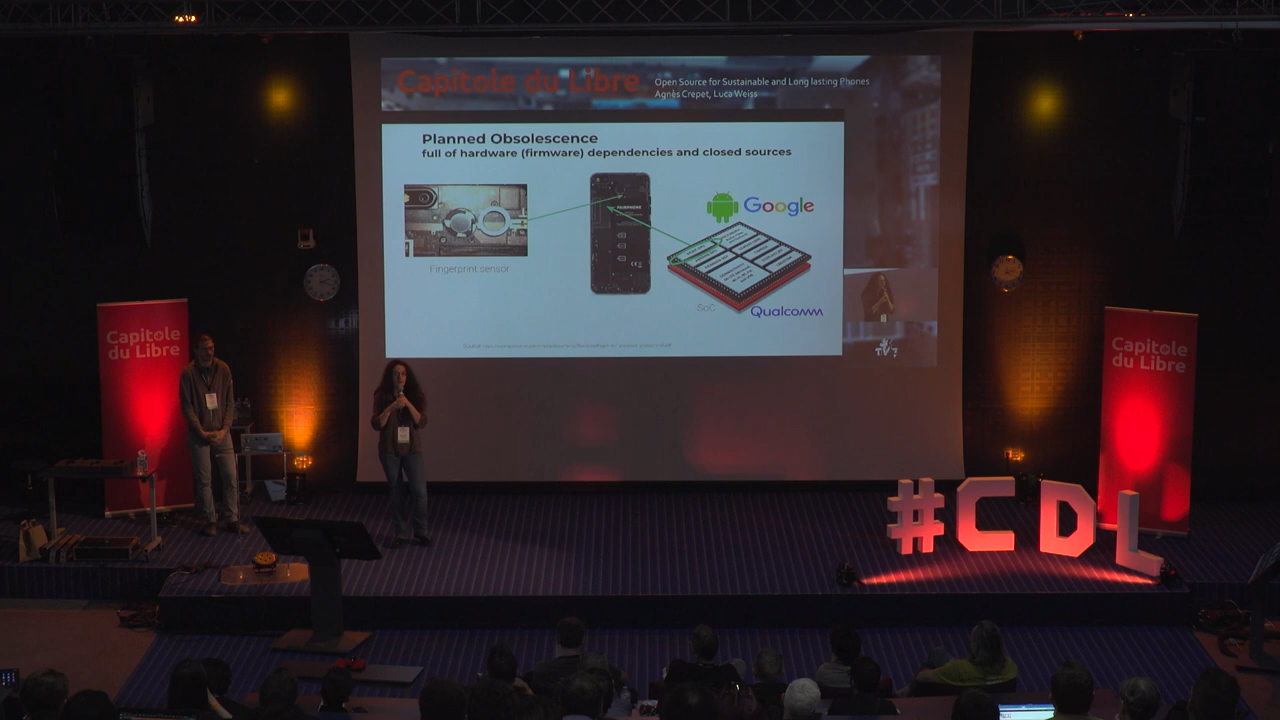 Capitole du Libre
Open Source for Sustainable and Long lasting Phones
Agnès Crepet, Luca Weiss
Planned Obsolescence
full of hardware (firmware) dependencies and closed sources
Fingerprint sensor
FAIRPHONE
Google
SoC
Qualcomm
Capitole
du Libre
Capitole
du Libre
#CDL